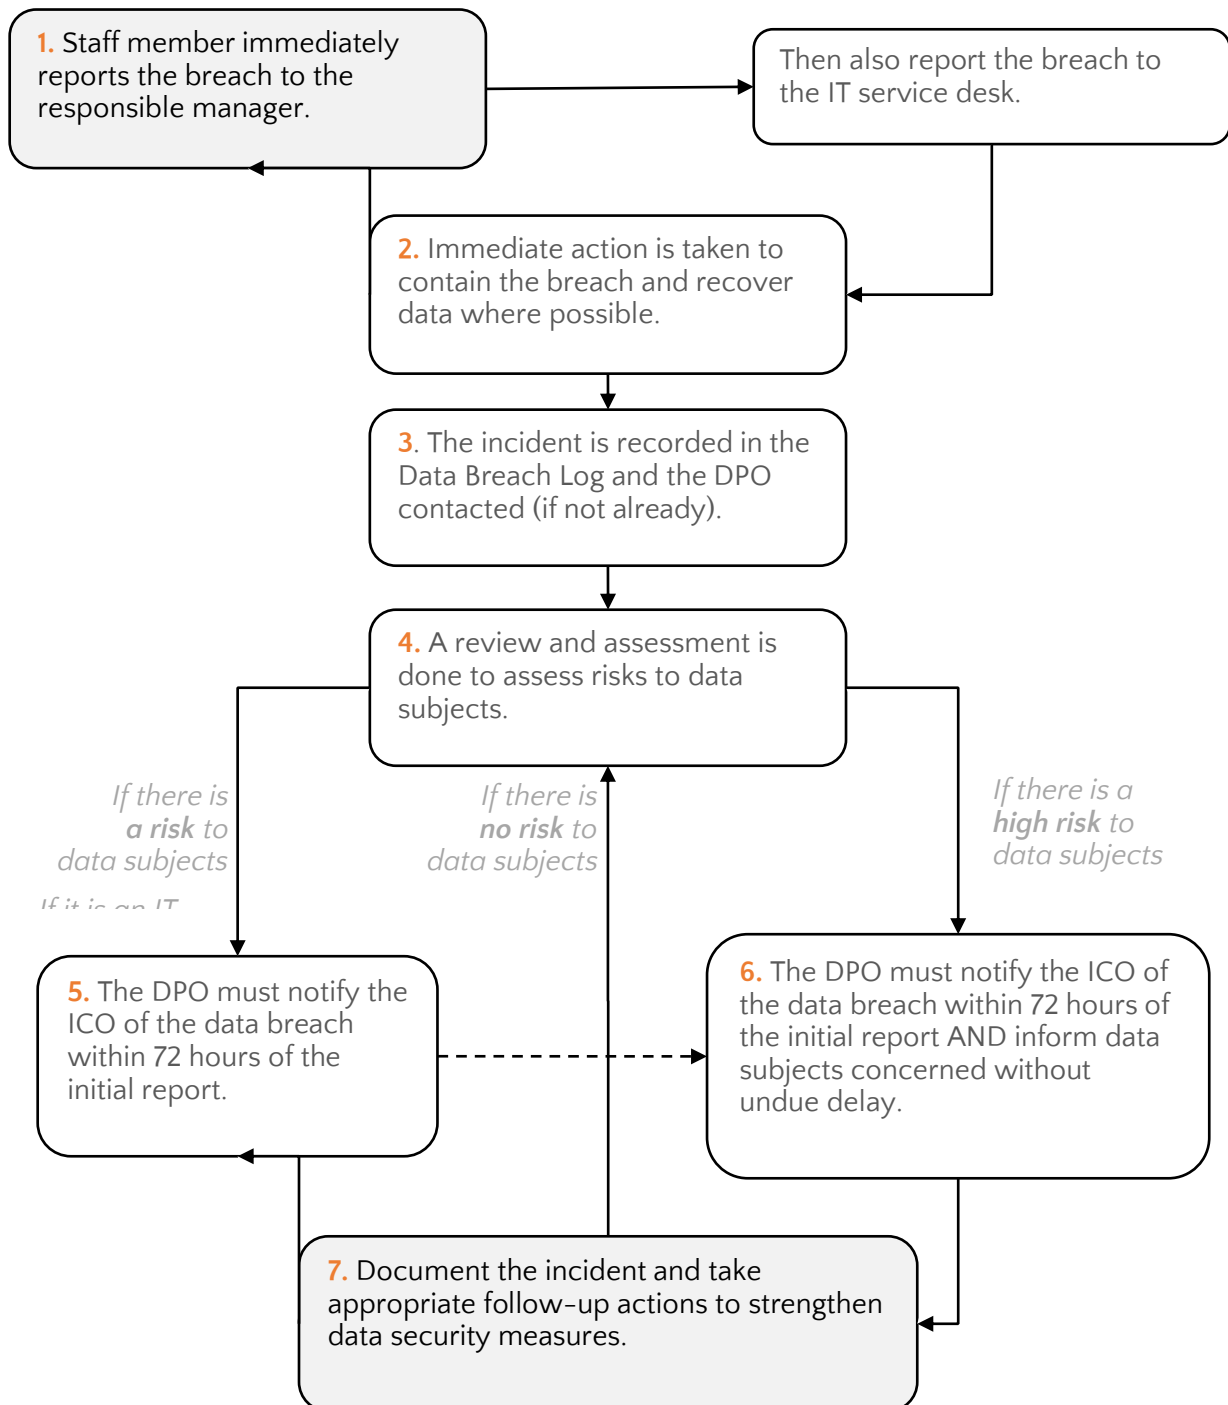 1. Staff member immediately
reports the breach to the
responsible manager.
Then also report the breach to
the IT service desk.
2. Immediate action is taken to
contain the breach and recover
data where possible.
3. The incident is recorded in the
Data Breach Log and the DPO
contacted (if not already).
4. A review and assessment is
done to assess risks to data
subjects.
If there is
a risk to
data subjects
If it is an IT
If there is
no risk to
data subjects
If there is a
high risk to
data subjects
5. The DPO must notify the
ICO of the data breach
within 72 hours of the
initial report.
6. The DPO must notify the ICO of
the data breach within 72 hours of
the initial report AND inform data
subjects concerned without
undue delay.
7. Document the incident and take
appropriate follow-up actions to strengthen
data security measures.